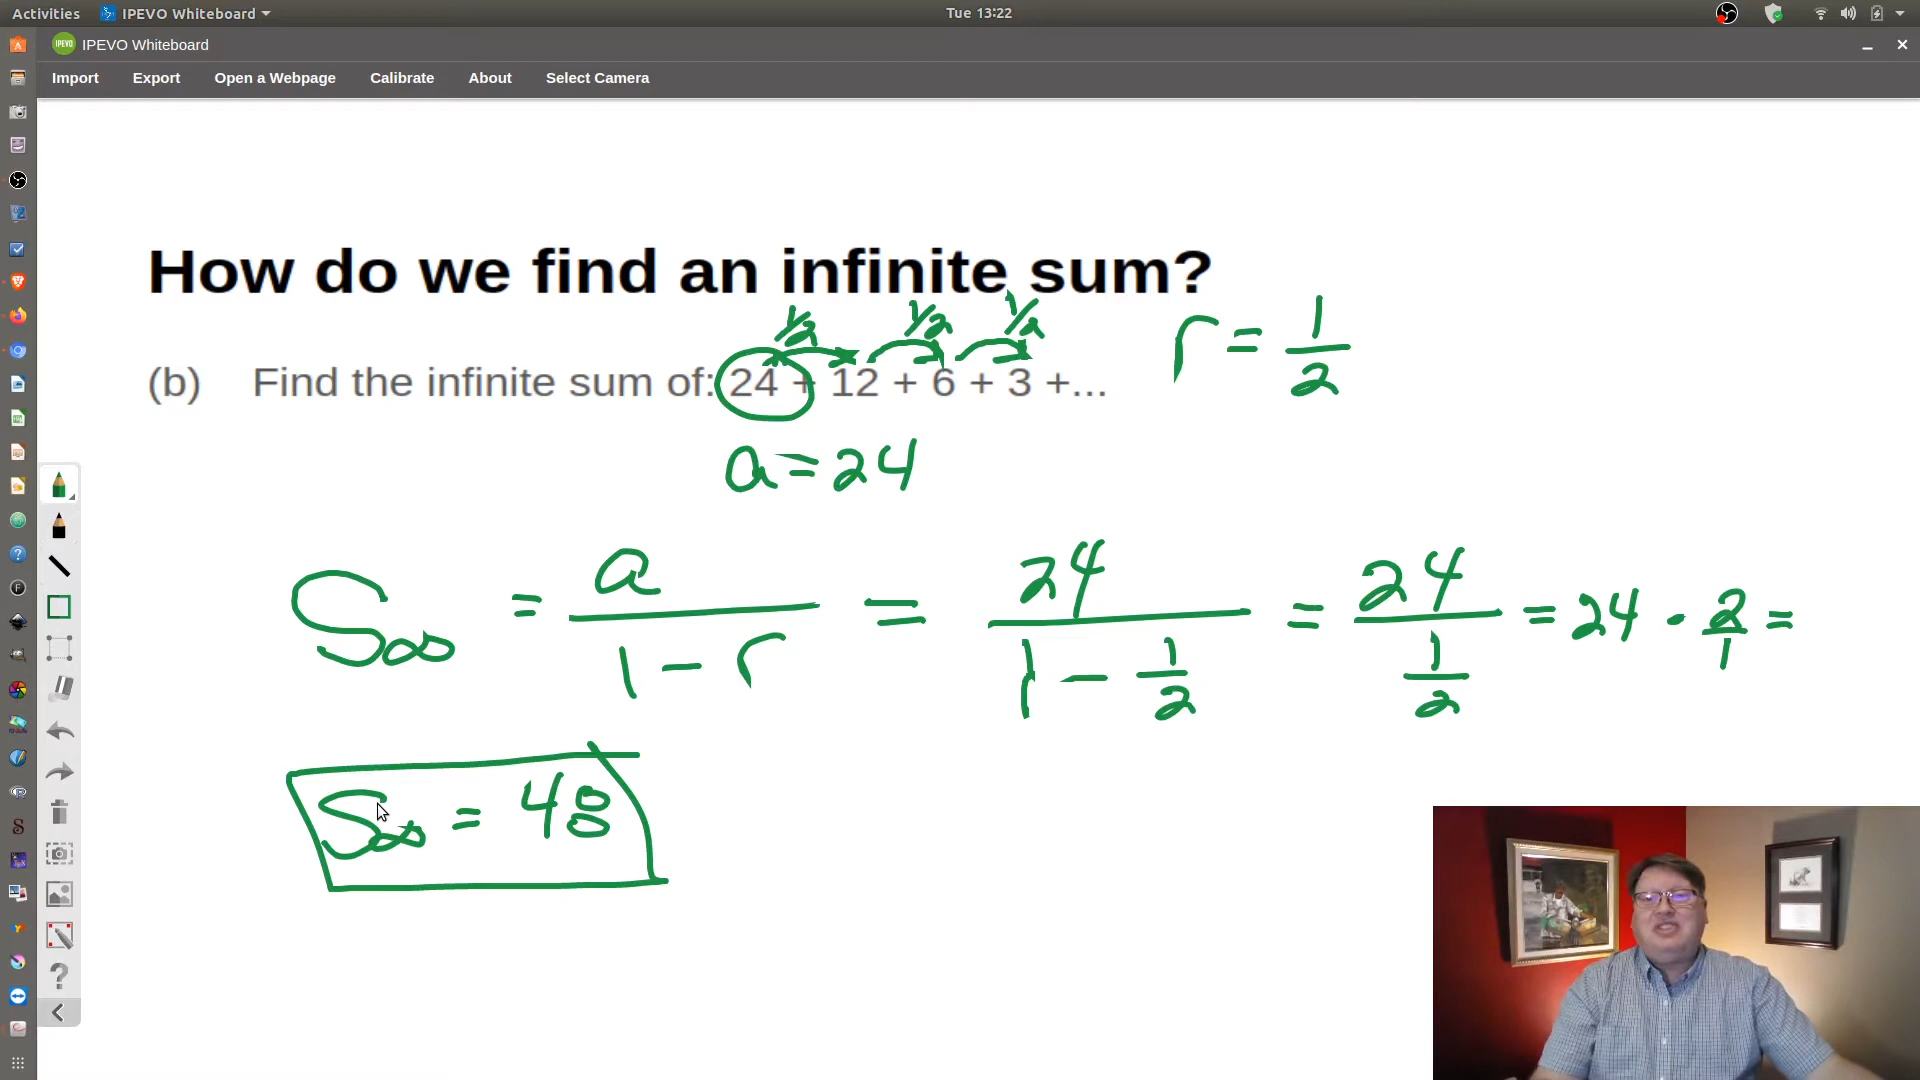 Activities IPEVO Whiteboard Tue 13:22
IPEVO IPEVO Whiteboard
Import Export Open a Webpage Calibrate About Select Camera
How do we find an infinite sum?
1/2 1/2 1/2
r = 1/2
(b) Find the infinite sum of: 24 + 12 + 6 + 3 +...
a = 24
S∞ = a/(1 − r) = 24/(1 − 1/2) = 24/(1/2) = 24 · 2/1 =
S∞ = 48